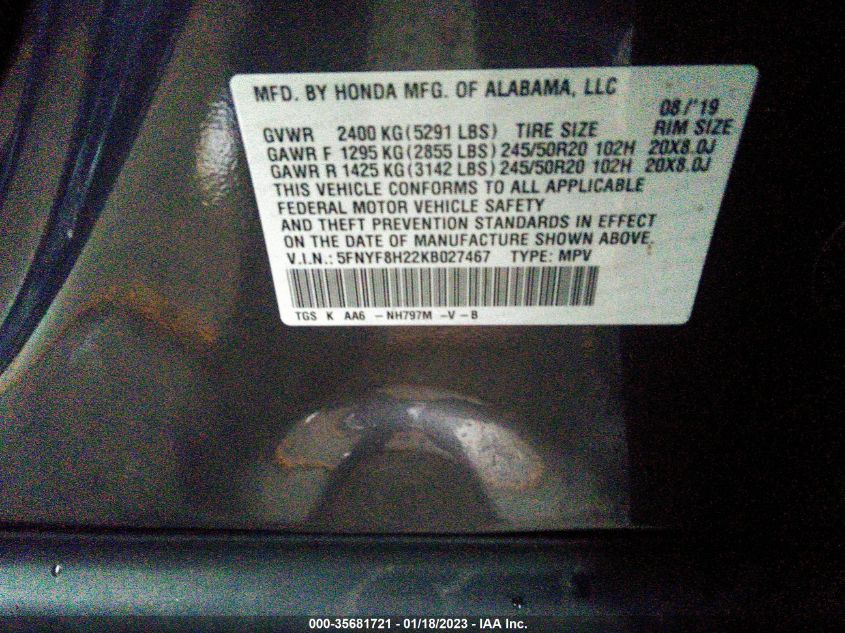 MFD. BY HONDA MFG. OF ALABAMA, LLC
08/'19
GVWR 2400 KG(5291 LBS) TIRE SIZE RIM SIZE
GAWR F 1295 KG(2855 LBS) 245/50R20 102H 20X8.0J
GAWR R 1425 KG(3142 LBS) 245/50R20 102H 20X8.0J
THIS VEHICLE CONFORMS TO ALL APPLICABLE
FEDERAL MOTOR VEHICLE SAFETY
AND THEFT PREVENTION STANDARDS IN EFFECT
ON THE DATE OF MANUFACTURE SHOWN ABOVE.
V.I.N.: 5FNYF8H22KB027467 TYPE: MPV
TGS K AA6 - NH797M -V - B
000-35681721 - 01/18/2023 - IAA Inc.